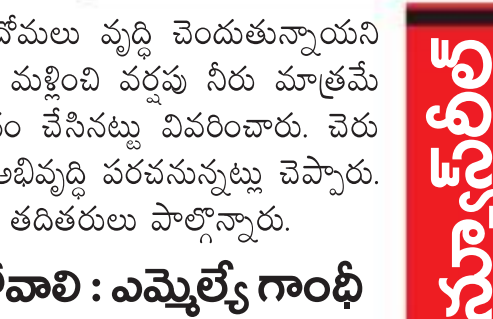 దోమలు వృద్ధి చెందుతున్నాయని
మళ్లించి వర్షపు నీరు మాత్రమే
చేసినట్టు వివరించారు. చెరు
అభివృద్ధి పరచనున్నట్లు చెప్పారు.
తదితరులు పాల్గొన్నారు.
: ఎమ్మెల్యే గాంధీ